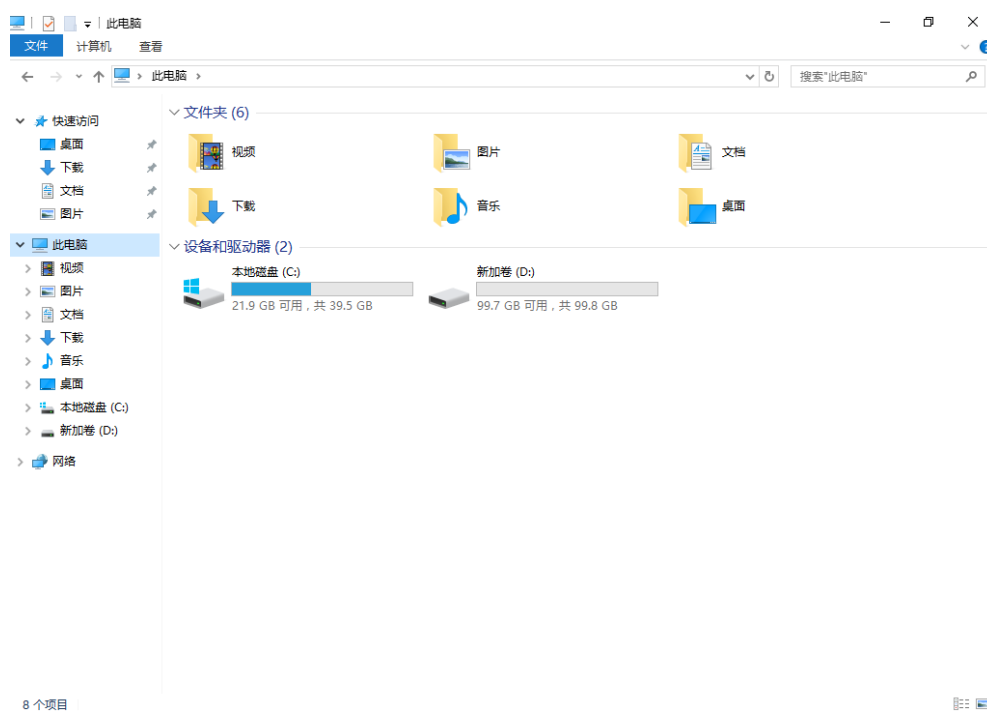 此电脑
文件 计算机 查看
此电脑
搜索"此电脑"
快速访问
桌面
下载
文档
图片
此电脑
视频
图片
文档
下载
音乐
桌面
本地磁盘 (C:)
新加卷 (D:)
网络
文件夹 (6)
视频
图片
文档
下载
音乐
桌面
设备和驱动器 (2)
本地磁盘 (C:)
21.9 GB 可用，共 39.5 GB
新加卷 (D:)
99.7 GB 可用，共 99.8 GB
8 个项目